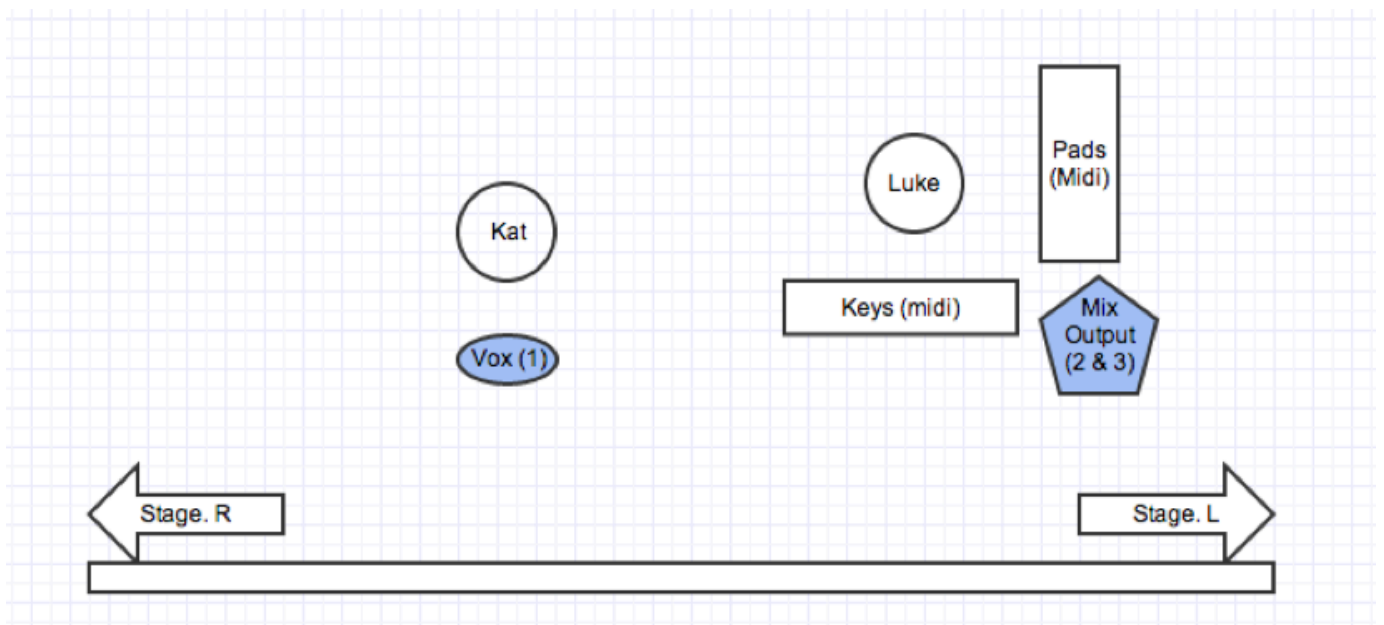 Pads
(Midi)
Luke
Kat
Keys (midi)
Mix
Output
(2 & 3)
Vox (1)
Stage. R
Stage. L